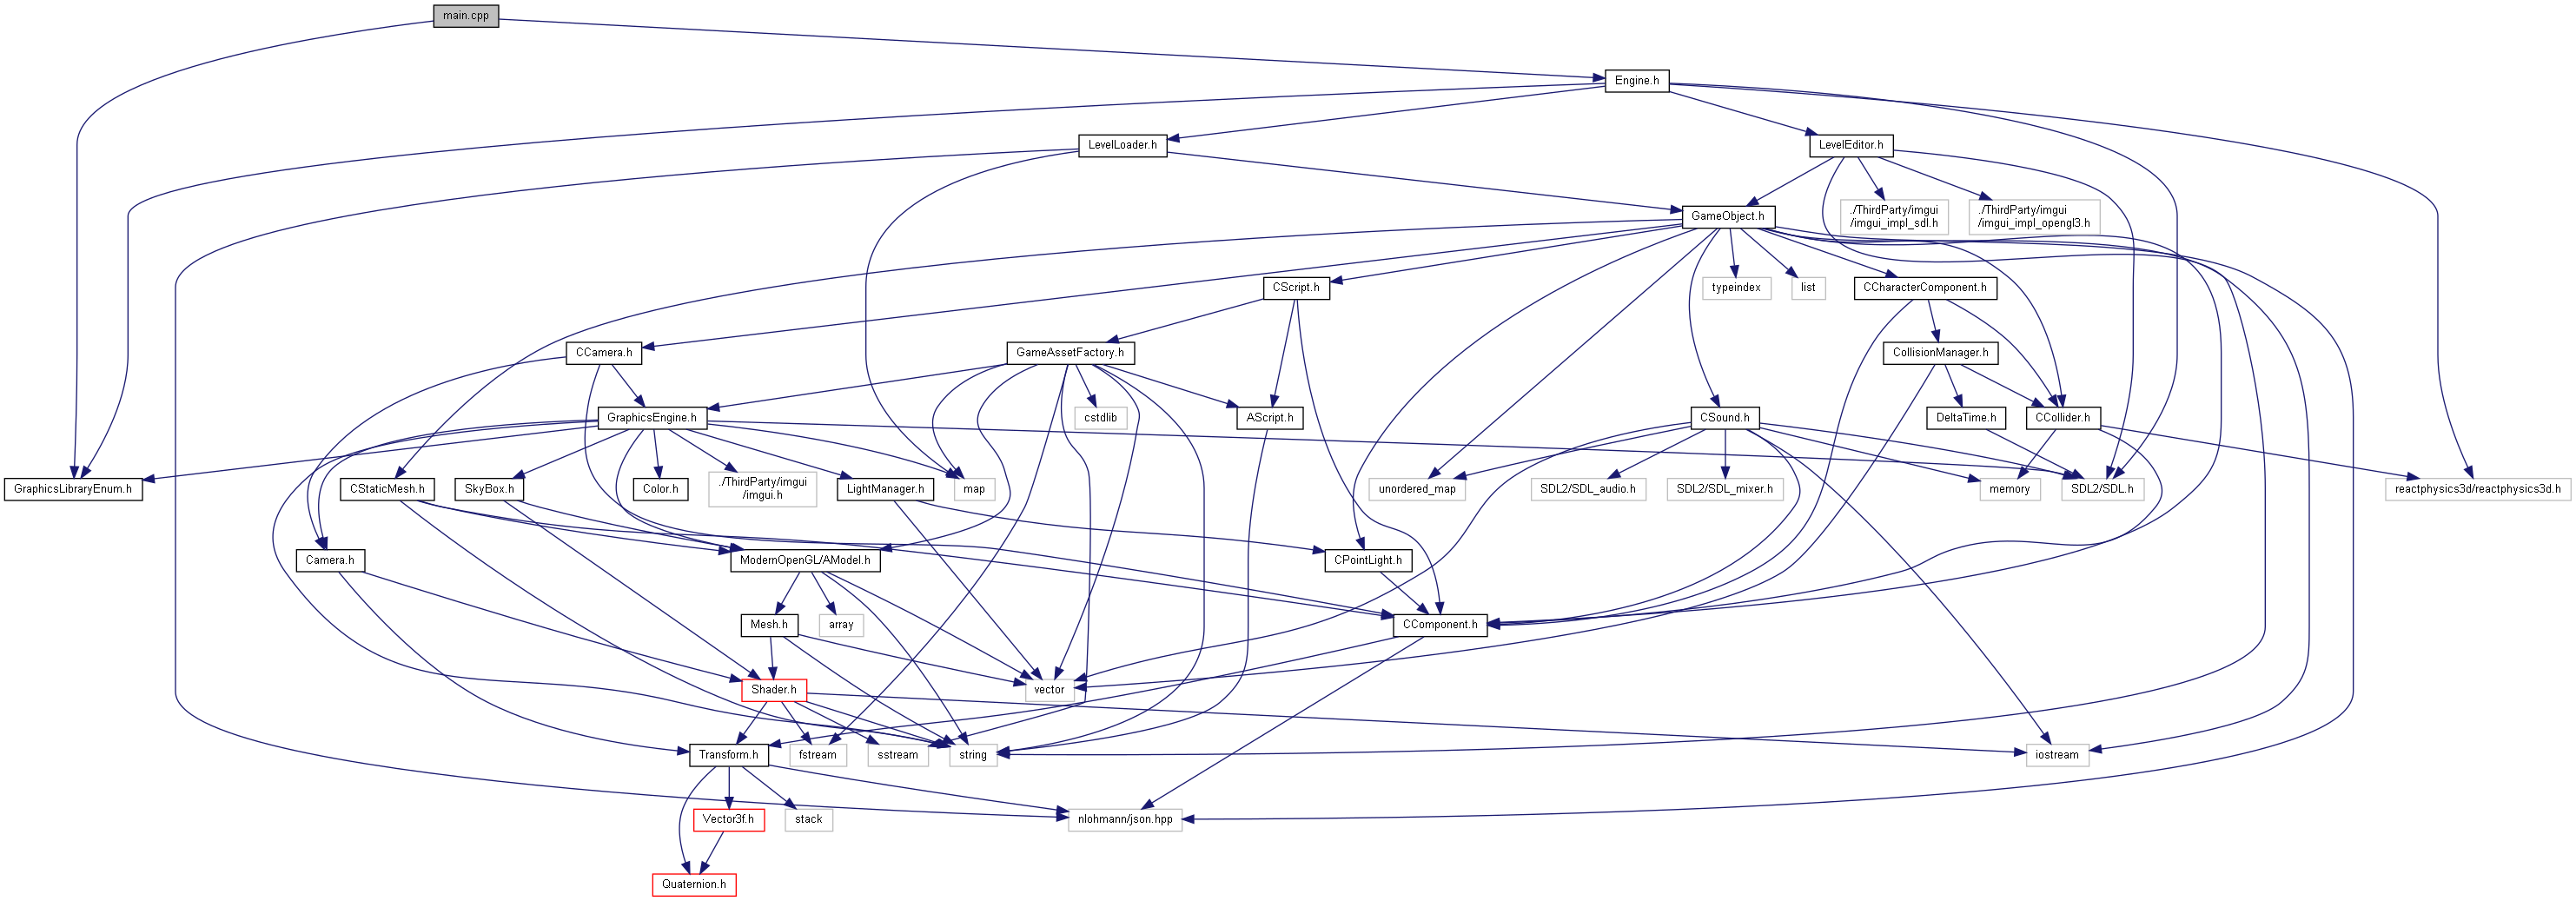 main.cpp
Engine.h
LevelLoader.h
LevelEditor.h
GameObject.h
./ThirdParty/imgui
/imgui_impl_sdl.h
./ThirdParty/imgui
/imgui_impl_opengl3.h
CScript.h
typeindex
list
CCharacterComponent.h
CCamera.h
GameAssetFactory.h
CollisionManager.h
GraphicsEngine.h
cstdlib
AScript.h
CSound.h
DeltaTime.h
CCollider.h
GraphicsLibraryEnum.h
CStaticMesh.h
SkyBox.h
Color.h
./ThirdParty/imgui
/imgui.h
LightManager.h
map
unordered_map
SDL2/SDL_audio.h
SDL2/SDL_mixer.h
memory
SDL2/SDL.h
reactphysics3d/reactphysics3d.h
Camera.h
ModernOpenGL/AModel.h
CPointLight.h
Mesh.h
array
CComponent.h
Shader.h
vector
Transform.h
fstream
sstream
string
iostream
Vector3f.h
stack
nlohmann/json.hpp
Quaternion.h